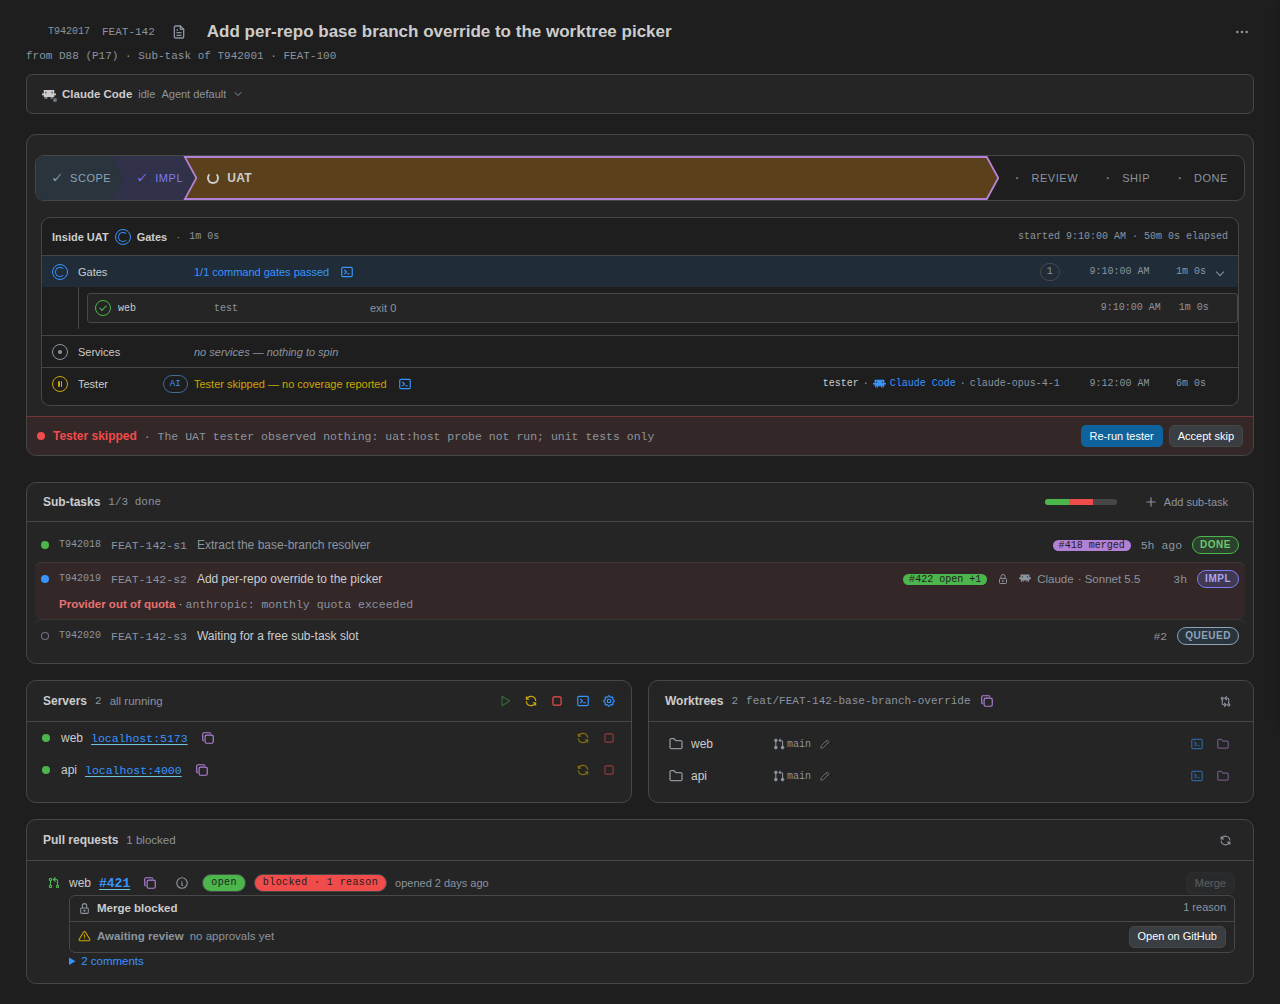 T942017 FEAT-142 Add per-repo base branch override to the worktree picker
from D88 (P17) · Sub-task of T942001 · FEAT-100
Claude Code idle Agent default
SCOPE IMPL UAT REVIEW SHIP DONE
Inside UAT Gates · 1m 0s started 9:10:00 AM · 50m 0s elapsed
Gates 1/1 command gates passed 1 9:10:00 AM 1m 0s
web test exit 0 9:10:00 AM 1m 0s
Services no services — nothing to spin
Tester AI Tester skipped — no coverage reported tester · Claude Code · claude-opus-4-1 9:12:00 AM 6m 0s
Tester skipped · The UAT tester observed nothing: uat:host probe not run; unit tests only Re-run tester Accept skip
Sub-tasks 1/3 done Add sub-task
T942018 FEAT-142-s1 Extract the base-branch resolver #418 merged 5h ago DONE
T942019 FEAT-142-s2 Add per-repo override to the picker #422 open +1 Claude · Sonnet 5.5 3h IMPL
Provider out of quota · anthropic: monthly quota exceeded
T942020 FEAT-142-s3 Waiting for a free sub-task slot #2 QUEUED
Servers 2 all running
web localhost:5173
api localhost:4000
Worktrees 2 feat/FEAT-142-base-branch-override
web main
api main
Pull requests 1 blocked
web #421 open blocked · 1 reason opened 2 days ago Merge
Merge blocked 1 reason
Awaiting review no approvals yet Open on GitHub
2 comments